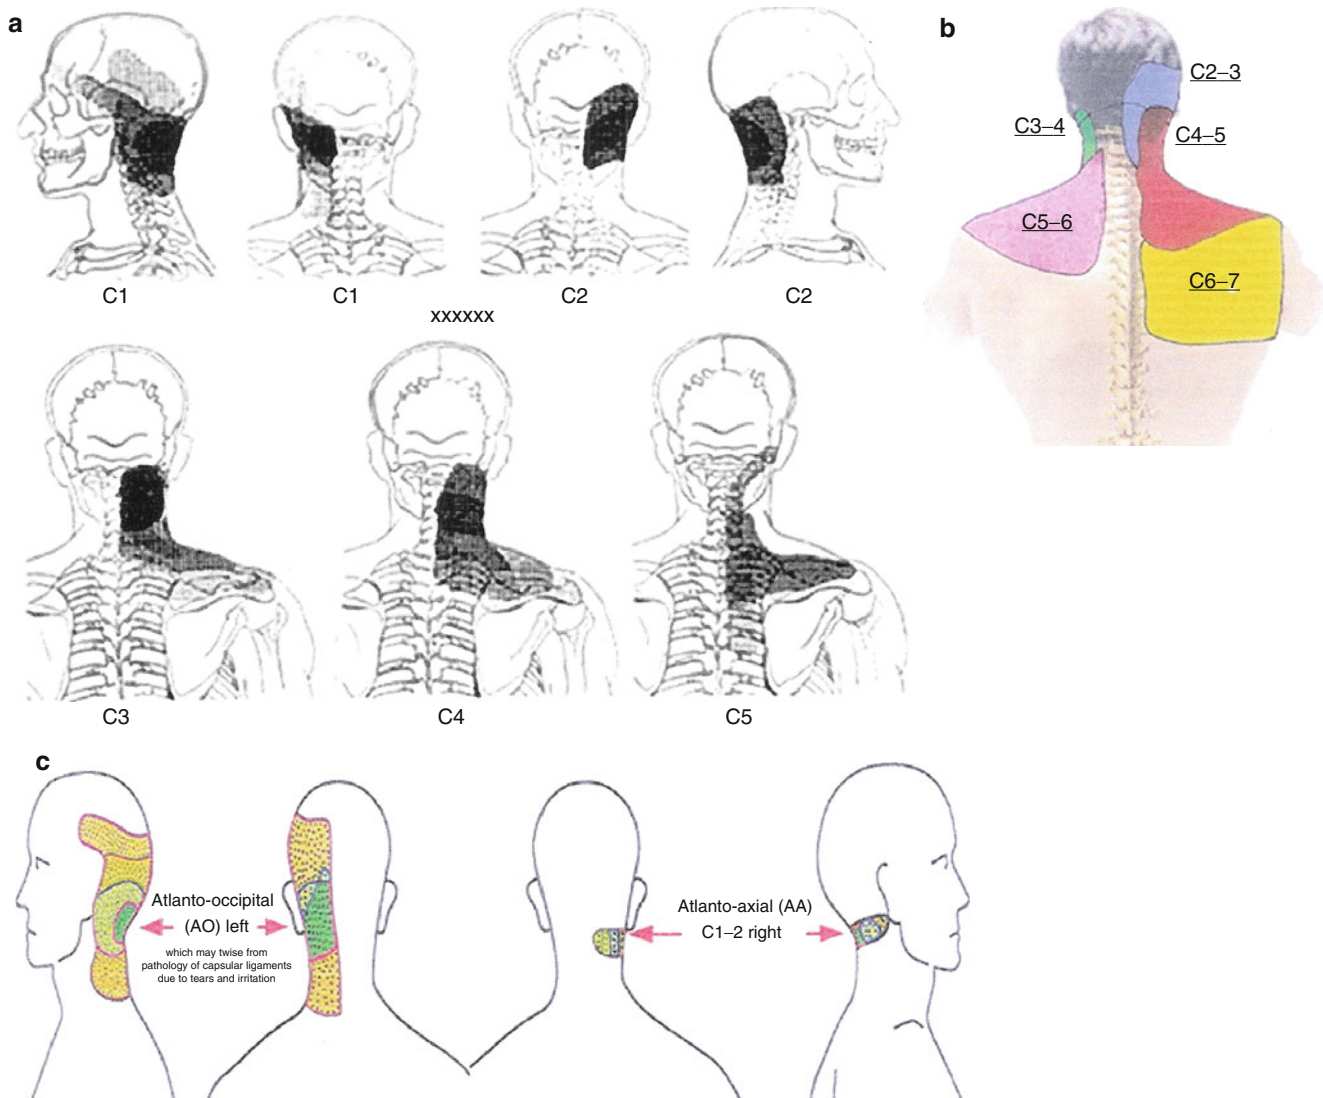 a
C1
C1
C2
C2
xxxxxx
C3
C4
C5
b
C2–3
C3–4
C4–5
C5–6
C6–7
c
Atlanto-occipital
(AO) left
which may twise from
pathology of capsular ligaments
due to tears and irritation
Atlanto-axial (AA)
C1–2 right